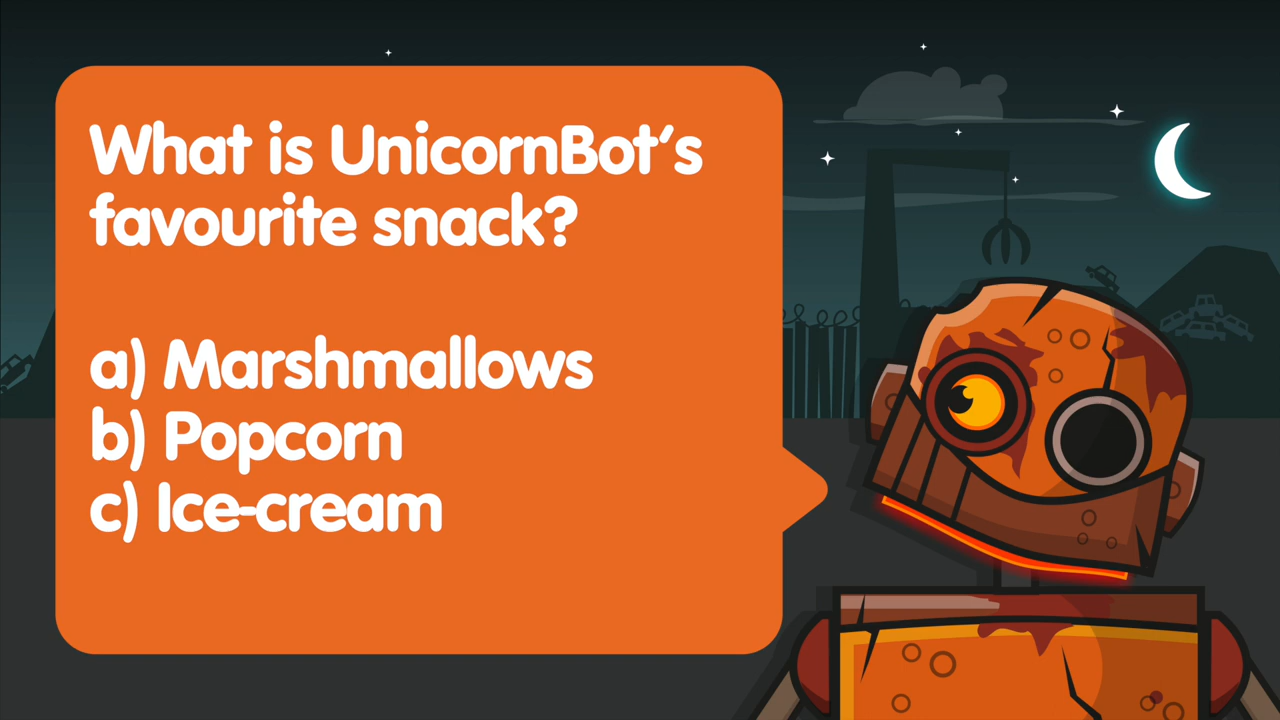 What is UnicornBot’s
favourite snack?
a) Marshmallows
b) Popcorn
c) Ice-cream